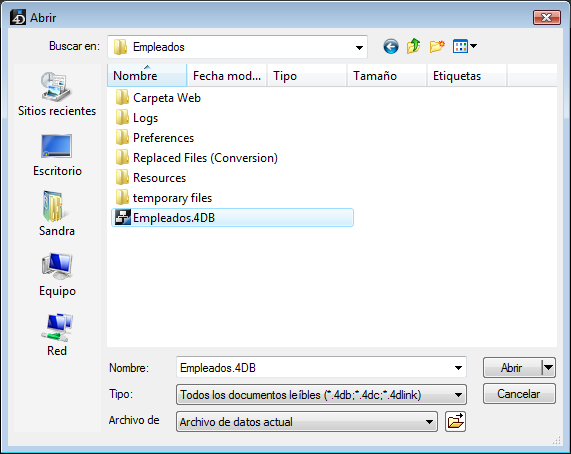 4D Abrir
Buscar en: Empleados
Nombre Fecha mod... Tipo Tamaño Etiquetas
Sitios recientes
Escritorio
Sandra
Equipo
Red
Carpeta Web
Logs
Preferences
Replaced Files (Conversion)
Resources
temporary files
Empleados.4DB
Nombre: Empleados.4DB Abrir
Tipo: Todos los documentos leíbles (*.4db;*.4dc;*.4dlink) Cancelar
Archivo de Archivo de datos actual